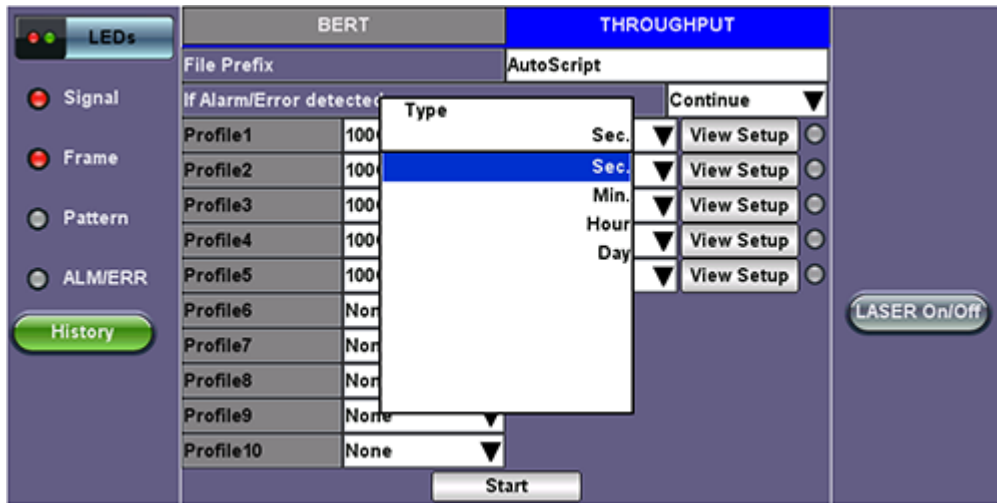 LEDs
BERT
THROUGHPUT
File Prefix
AutoScript
Signal
If Alarm/Error detected
Continue
Type
Sec.
Profile1
View Setup
Frame
Profile2
Sec.
View Setup
Profile3
Min.
View Setup
Pattern
Hour
Profile4
View Setup
Day
ALM/ERR
Profile5
View Setup
History
Profile6
LASER On/Off
Profile7
Profile8
Profile9
None
Profile10
None
Start